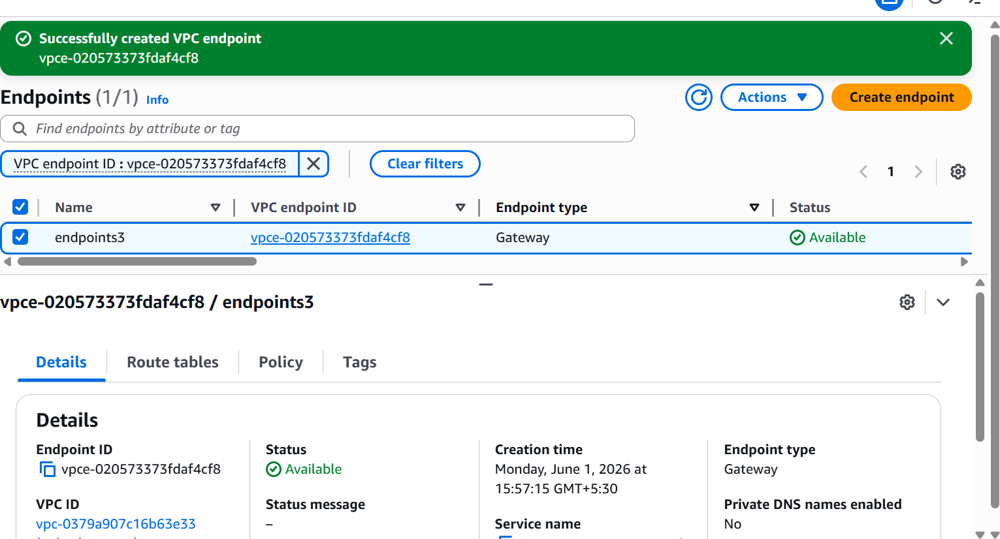 Successfully created VPC endpoint
vpce-020573373fdaf4cf8
Endpoints (1/1) Info
Actions
Create endpoint
Find endpoints by attribute or tag
VPC endpoint ID : vpce-020573373fdaf4cf8
Clear filters
1
Name VPC endpoint ID Endpoint type Status
endpoints3 vpce-020573373fdaf4cf8 Gateway Available
vpce-020573373fdaf4cf8 / endpoints3
Details Route tables Policy Tags
Details
Endpoint ID
vpce-020573373fdaf4cf8
VPC ID
vpc-0379a907c16b63e33
Status
Available
Status message
–
Creation time
Monday, June 1, 2026 at
15:57:15 GMT+5:30
Service name
Endpoint type
Gateway
Private DNS names enabled
No